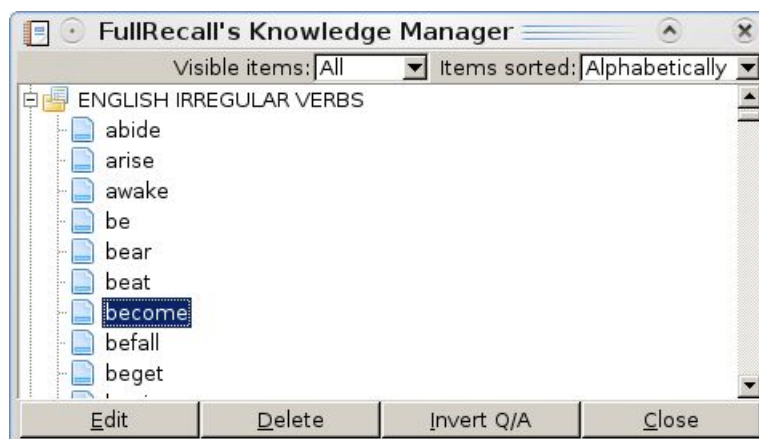 FullRecall's Knowledge Manager
Visible items: All Items sorted: Alphabetically
ENGLISH IRREGULAR VERBS
abide
arise
awake
be
bear
beat
become
befall
beget
Edit Delete Invert Q/A Close